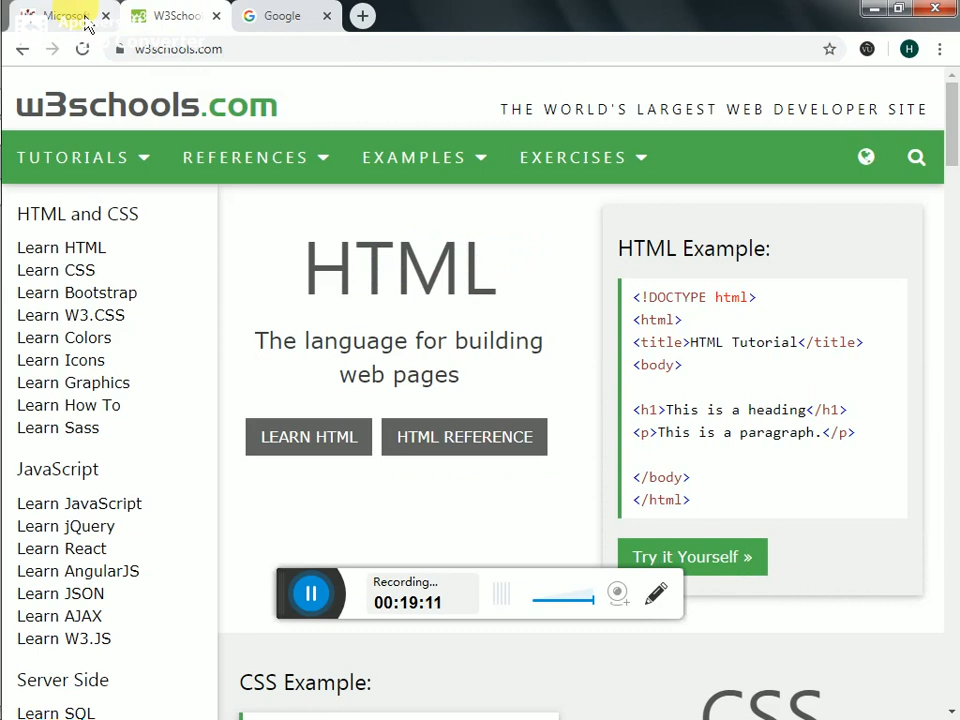 Microsof
W3Schoo
Google
w3schools.com
H
w3schools.com
THE WORLD'S LARGEST WEB DEVELOPER SITE
TUTORIALS
REFERENCES
EXAMPLES
EXERCISES
HTML and CSS
Learn HTML
Learn CSS
Learn Bootstrap
Learn W3.CSS
Learn Colors
Learn Icons
Learn Graphics
Learn How To
Learn Sass
JavaScript
Learn JavaScript
Learn jQuery
Learn React
Learn AngularJS
Learn JSON
Learn AJAX
Learn W3.JS
Server Side
Learn SQL
HTML
The language for building
web pages
LEARN HTML
HTML REFERENCE
HTML Example:
<!DOCTYPE html>
<html>
<title>HTML Tutorial</title>
<body>
<h1>This is a heading</h1>
<p>This is a paragraph.</p>
</body>
</html>
Try it Yourself »
Recording...
00:19:11
CSS Example:
CSS